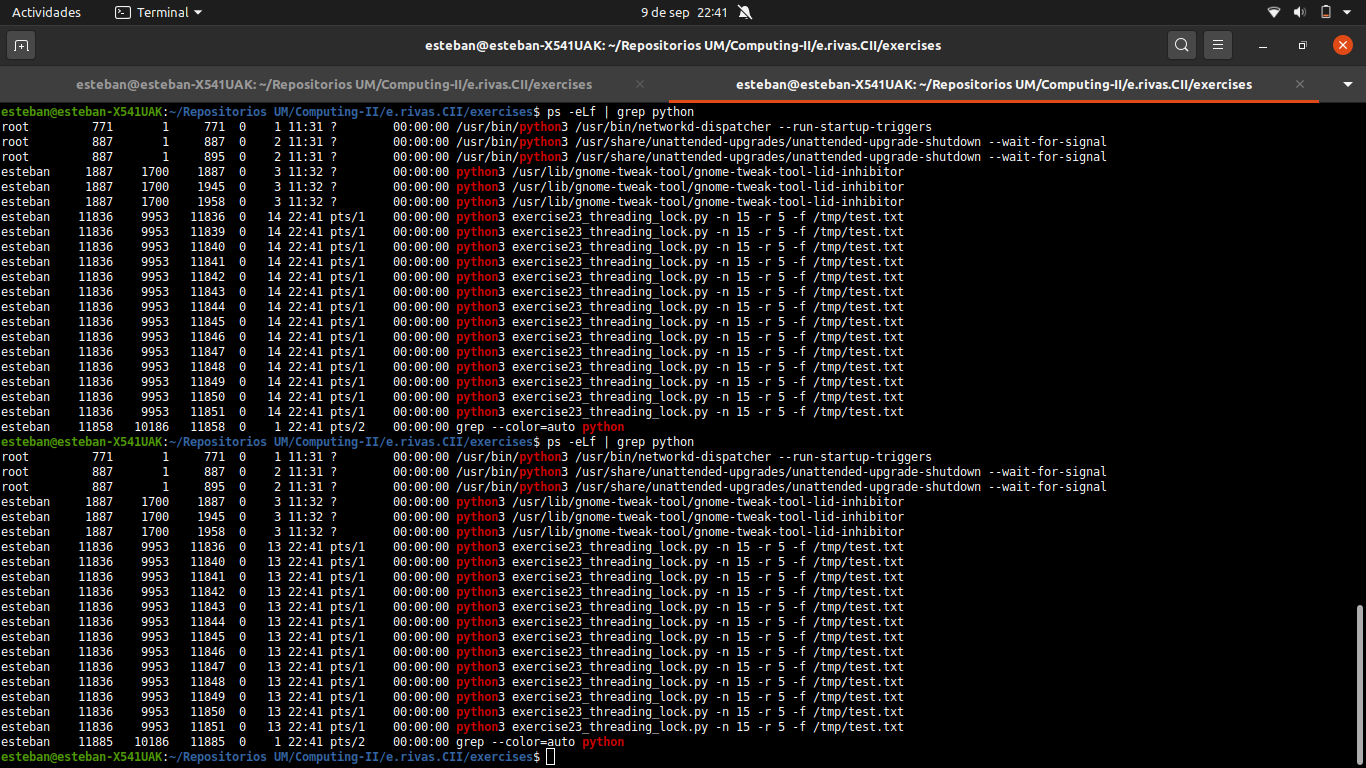 Actividades Terminal 9 de sep 22:41
esteban@esteban-X541UAK: ~/Repositorios UM/Computing-II/e.rivas.CII/exercises
esteban@esteban-X541UAK: ~/Repositorios UM/Computing-II/e.rivas.CII/exercises esteban@esteban-X541UAK: ~/Repositorios UM/Computing-II/e.rivas.CII/exercises
esteban@esteban-X541UAK:~/Repositorios UM/Computing-II/e.rivas.CII/exercises$ ps -eLf | grep python
root 771 1 771 0 1 11:31 ? 00:00:00 /usr/bin/python3 /usr/bin/networkd-dispatcher --run-startup-triggers
root 887 1 887 0 2 11:31 ? 00:00:00 /usr/bin/python3 /usr/share/unattended-upgrades/unattended-upgrade-shutdown --wait-for-signal
root 887 1 895 0 2 11:31 ? 00:00:00 /usr/bin/python3 /usr/share/unattended-upgrades/unattended-upgrade-shutdown --wait-for-signal
esteban 1887 1700 1887 0 3 11:32 ? 00:00:00 python3 /usr/lib/gnome-tweak-tool/gnome-tweak-tool-lid-inhibitor
esteban 1887 1700 1945 0 3 11:32 ? 00:00:00 python3 /usr/lib/gnome-tweak-tool/gnome-tweak-tool-lid-inhibitor
esteban 1887 1700 1958 0 3 11:32 ? 00:00:00 python3 /usr/lib/gnome-tweak-tool/gnome-tweak-tool-lid-inhibitor
esteban 11836 9953 11836 0 14 22:41 pts/1 00:00:00 python3 exercise23_threading_lock.py -n 15 -r 5 -f /tmp/test.txt
esteban 11836 9953 11839 0 14 22:41 pts/1 00:00:00 python3 exercise23_threading_lock.py -n 15 -r 5 -f /tmp/test.txt
esteban 11836 9953 11840 0 14 22:41 pts/1 00:00:00 python3 exercise23_threading_lock.py -n 15 -r 5 -f /tmp/test.txt
esteban 11836 9953 11841 0 14 22:41 pts/1 00:00:00 python3 exercise23_threading_lock.py -n 15 -r 5 -f /tmp/test.txt
esteban 11836 9953 11842 0 14 22:41 pts/1 00:00:00 python3 exercise23_threading_lock.py -n 15 -r 5 -f /tmp/test.txt
esteban 11836 9953 11843 0 14 22:41 pts/1 00:00:00 python3 exercise23_threading_lock.py -n 15 -r 5 -f /tmp/test.txt
esteban 11836 9953 11844 0 14 22:41 pts/1 00:00:00 python3 exercise23_threading_lock.py -n 15 -r 5 -f /tmp/test.txt
esteban 11836 9953 11845 0 14 22:41 pts/1 00:00:00 python3 exercise23_threading_lock.py -n 15 -r 5 -f /tmp/test.txt
esteban 11836 9953 11846 0 14 22:41 pts/1 00:00:00 python3 exercise23_threading_lock.py -n 15 -r 5 -f /tmp/test.txt
esteban 11836 9953 11847 0 14 22:41 pts/1 00:00:00 python3 exercise23_threading_lock.py -n 15 -r 5 -f /tmp/test.txt
esteban 11836 9953 11848 0 14 22:41 pts/1 00:00:00 python3 exercise23_threading_lock.py -n 15 -r 5 -f /tmp/test.txt
esteban 11836 9953 11849 0 14 22:41 pts/1 00:00:00 python3 exercise23_threading_lock.py -n 15 -r 5 -f /tmp/test.txt
esteban 11836 9953 11850 0 14 22:41 pts/1 00:00:00 python3 exercise23_threading_lock.py -n 15 -r 5 -f /tmp/test.txt
esteban 11836 9953 11851 0 14 22:41 pts/1 00:00:00 python3 exercise23_threading_lock.py -n 15 -r 5 -f /tmp/test.txt
esteban 11858 10186 11858 0 1 22:41 pts/2 00:00:00 grep --color=auto python
esteban@esteban-X541UAK:~/Repositorios UM/Computing-II/e.rivas.CII/exercises$ ps -eLf | grep python
root 771 1 771 0 1 11:31 ? 00:00:00 /usr/bin/python3 /usr/bin/networkd-dispatcher --run-startup-triggers
root 887 1 887 0 2 11:31 ? 00:00:00 /usr/bin/python3 /usr/share/unattended-upgrades/unattended-upgrade-shutdown --wait-for-signal
root 887 1 895 0 2 11:31 ? 00:00:00 /usr/bin/python3 /usr/share/unattended-upgrades/unattended-upgrade-shutdown --wait-for-signal
esteban 1887 1700 1887 0 3 11:32 ? 00:00:00 python3 /usr/lib/gnome-tweak-tool/gnome-tweak-tool-lid-inhibitor
esteban 1887 1700 1945 0 3 11:32 ? 00:00:00 python3 /usr/lib/gnome-tweak-tool/gnome-tweak-tool-lid-inhibitor
esteban 1887 1700 1958 0 3 11:32 ? 00:00:00 python3 /usr/lib/gnome-tweak-tool/gnome-tweak-tool-lid-inhibitor
esteban 11836 9953 11836 0 13 22:41 pts/1 00:00:00 python3 exercise23_threading_lock.py -n 15 -r 5 -f /tmp/test.txt
esteban 11836 9953 11840 0 13 22:41 pts/1 00:00:00 python3 exercise23_threading_lock.py -n 15 -r 5 -f /tmp/test.txt
esteban 11836 9953 11841 0 13 22:41 pts/1 00:00:00 python3 exercise23_threading_lock.py -n 15 -r 5 -f /tmp/test.txt
esteban 11836 9953 11842 0 13 22:41 pts/1 00:00:00 python3 exercise23_threading_lock.py -n 15 -r 5 -f /tmp/test.txt
esteban 11836 9953 11843 0 13 22:41 pts/1 00:00:00 python3 exercise23_threading_lock.py -n 15 -r 5 -f /tmp/test.txt
esteban 11836 9953 11844 0 13 22:41 pts/1 00:00:00 python3 exercise23_threading_lock.py -n 15 -r 5 -f /tmp/test.txt
esteban 11836 9953 11845 0 13 22:41 pts/1 00:00:00 python3 exercise23_threading_lock.py -n 15 -r 5 -f /tmp/test.txt
esteban 11836 9953 11846 0 13 22:41 pts/1 00:00:00 python3 exercise23_threading_lock.py -n 15 -r 5 -f /tmp/test.txt
esteban 11836 9953 11847 0 13 22:41 pts/1 00:00:00 python3 exercise23_threading_lock.py -n 15 -r 5 -f /tmp/test.txt
esteban 11836 9953 11848 0 13 22:41 pts/1 00:00:00 python3 exercise23_threading_lock.py -n 15 -r 5 -f /tmp/test.txt
esteban 11836 9953 11849 0 13 22:41 pts/1 00:00:00 python3 exercise23_threading_lock.py -n 15 -r 5 -f /tmp/test.txt
esteban 11836 9953 11850 0 13 22:41 pts/1 00:00:00 python3 exercise23_threading_lock.py -n 15 -r 5 -f /tmp/test.txt
esteban 11836 9953 11851 0 13 22:41 pts/1 00:00:00 python3 exercise23_threading_lock.py -n 15 -r 5 -f /tmp/test.txt
esteban 11885 10186 11885 0 1 22:41 pts/2 00:00:00 grep --color=auto python
esteban@esteban-X541UAK:~/Repositorios UM/Computing-II/e.rivas.CII/exercises$